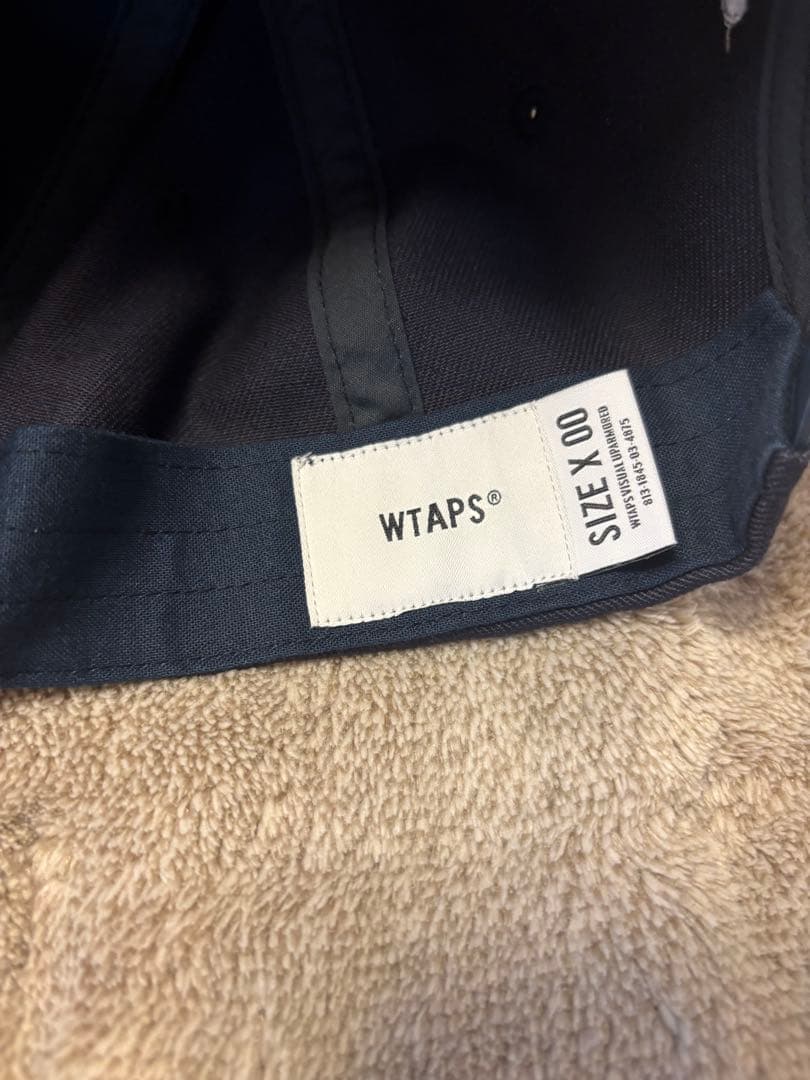 WTAPS®
SIZE X 00
WTAPS VISUAL UPARMORED
813-1845-03-4875